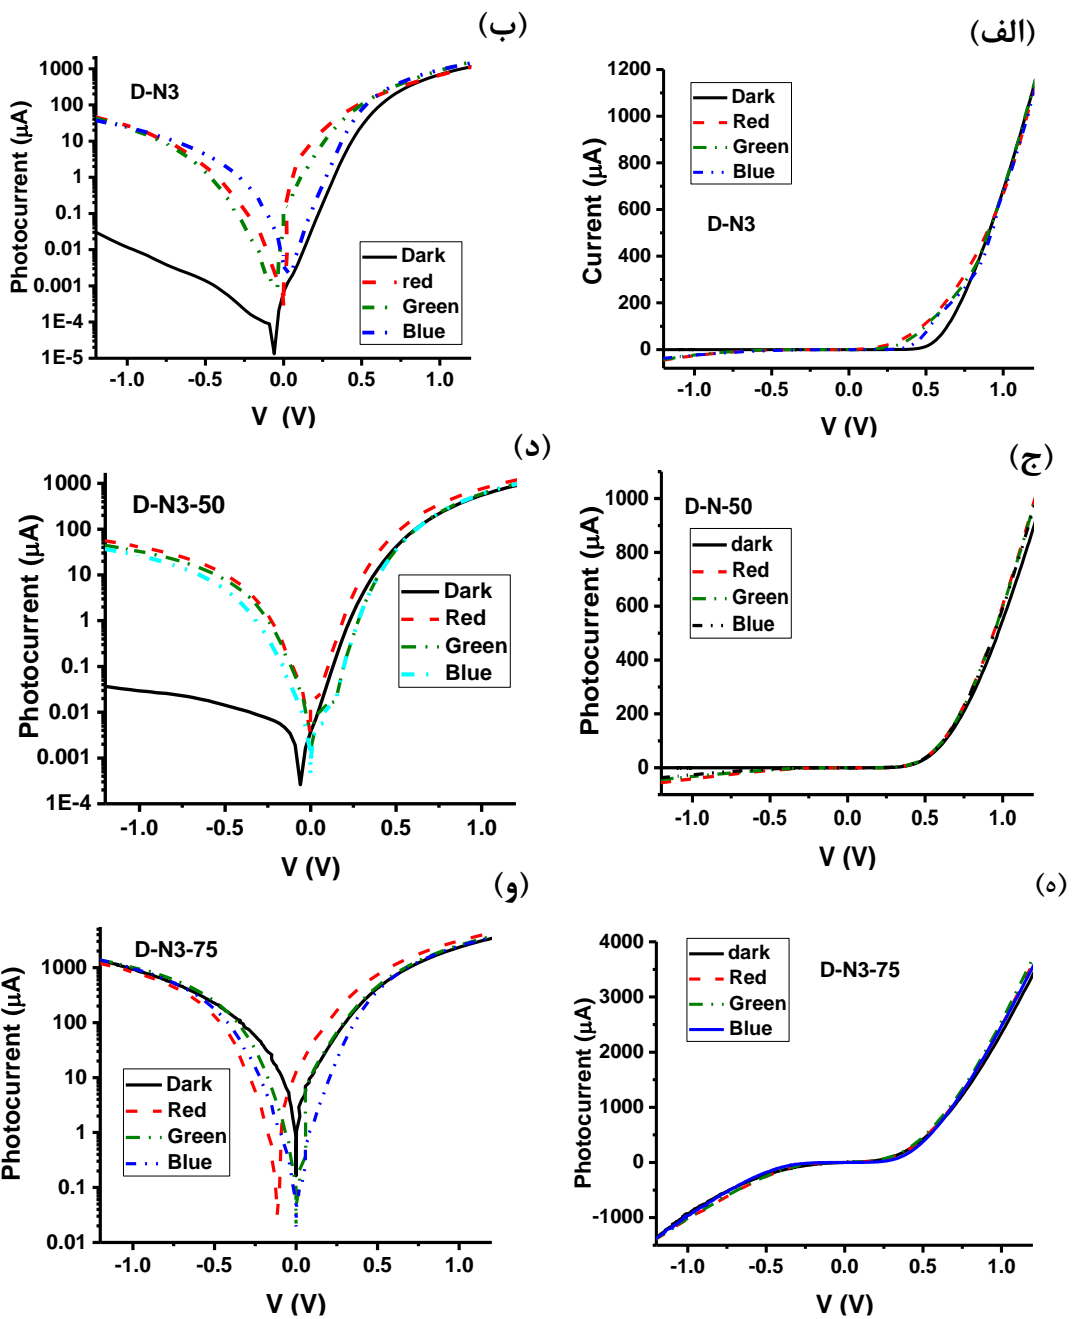 (ب)
1000
100
10
1
0.1
0.01
0.001
1E-4
1E-5
Photocurrent (µA)
D-N3
Dark
red
Green
Blue
-1.0
-0.5
0.0
0.5
1.0
V (V)
(الف)
1200
1000
800
600
400
200
0
Current (µA)
Dark
Red
Green
Blue
D-N3
-1.0
-0.5
0.0
0.5
1.0
V (V)
(د)
1000
100
10
1
0.1
0.01
0.001
1E-4
Photocurrent (µA)
D-N3-50
Dark
Red
Green
Blue
-1.0
-0.5
0.0
0.5
1.0
V (V)
(ج)
1000
800
600
400
200
0
Photocurrent (µA)
D-N-50
dark
Red
Green
Blue
-1.0
-0.5
0.0
0.5
1.0
V (V)
(و)
1000
100
10
1
0.1
0.01
Photocurrent (µA)
D-N3-75
Dark
Red
Green
Blue
-1.0
-0.5
0.0
0.5
1.0
V (V)
(ه)
4000
3000
2000
1000
0
-1000
Photocurrent (µA)
dark
Red
Green
Blue
D-N3-75
-1.0
-0.5
0.0
0.5
1.0
V (V)